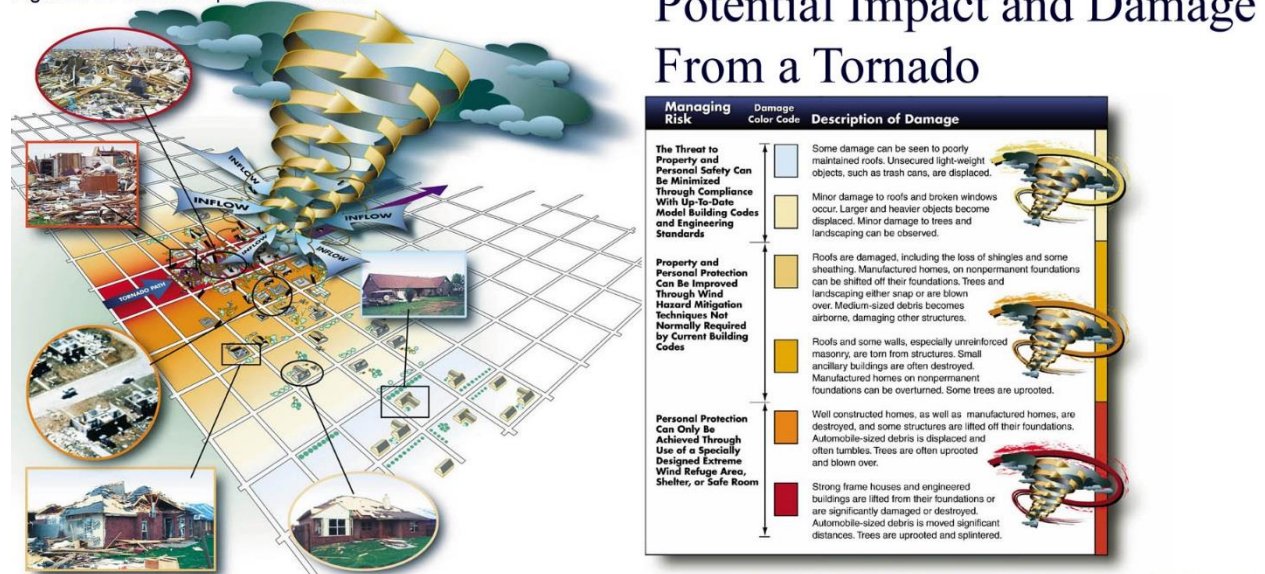 Potential Impact and Damage
From a Tornado
INFLOW
INFLOW
INFLOW
INFLOW
INFLOW
TORNADO PATH
Managing
Risk
Damage
Color Code
Description of Damage
The Threat to
Property and
Personal Safety Can
Be Minimized
Through Compliance
With Up-To-Date
Model Building Codes
and Engineering
Standards
Some damage can be seen to poorly
maintained roofs. Unsecured light-weight
objects, such as trash cans, are displaced.
Minor damage to roofs and broken windows
occur. Larger and heavier objects become
displaced. Minor damage to trees and
landscaping can be observed.
Property and
Personal Protection
Can Be Improved
Through Wind
Hazard Mitigation
Techniques Not
Normally Required
by Current Building
Codes
Roofs are damaged, including the loss of shingles and some
sheathing. Manufactured homes, on nonpermanent foundations
can be shifted off their foundations. Trees and
landscaping either snap or are blown
over. Medium-sized debris becomes
airborne, damaging other structures.
Roofs and some walls, especially unreinforced
masonry, are torn from structures. Small
ancillary buildings are often destroyed.
Manufactured homes on nonpermanent
foundations can be overturned. Some trees are uprooted.
Personal Protection
Can Only Be
Achieved Through
Use of a Specially
Designed Extreme
Wind Refuge Area,
Shelter, or Safe Room
Well constructed homes, as well as manufactured homes, are
destroyed, and some structures are lifted off their foundations.
Automobile-sized debris is displaced and
often tumbles. Trees are often uprooted
and blown over.
Strong frame houses and engineered
buildings are lifted from their foundations or
are significantly damaged or destroyed.
Automobile-sized debris is moved significant
distances. Trees are uprooted and splintered.